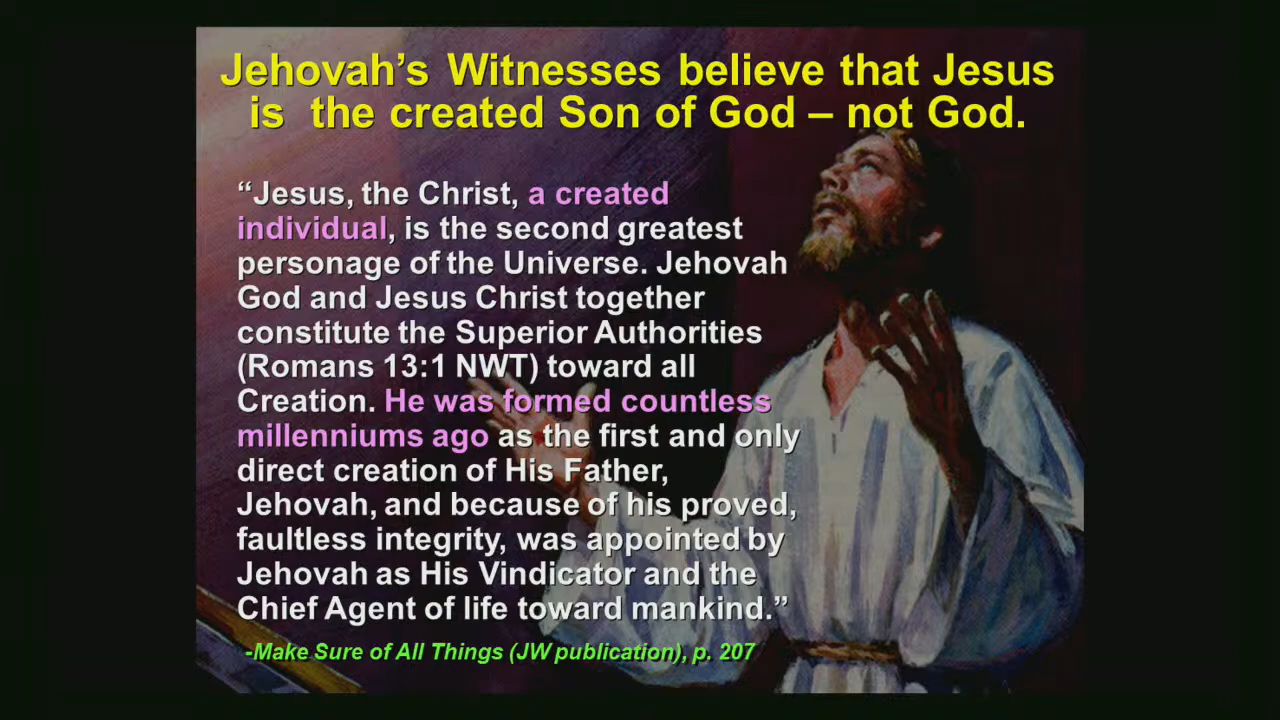 Jehovah’s Witnesses believe that Jesus
is the created Son of God – not God.
“Jesus, the Christ, a created
individual, is the second greatest
personage of the Universe. Jehovah
God and Jesus Christ together
constitute the Superior Authorities
(Romans 13:1 NWT) toward all
Creation. He was formed countless
millenniums ago as the first and only
direct creation of His Father,
Jehovah, and because of his proved,
faultless integrity, was appointed by
Jehovah as His Vindicator and the
Chief Agent of life toward mankind.”
-Make Sure of All Things (JW publication), p. 207